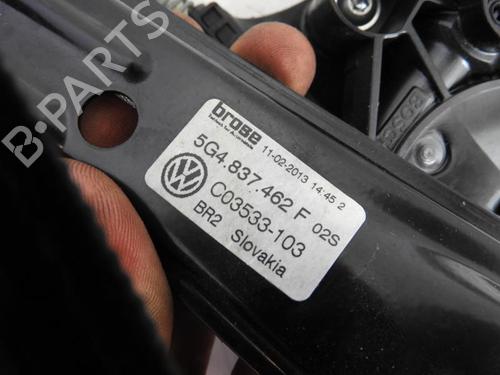 brose
11-02-2013 14:45 2
5G4.837.462 F 02S
C03533-103
BR2 Slovakia
B-PARTS